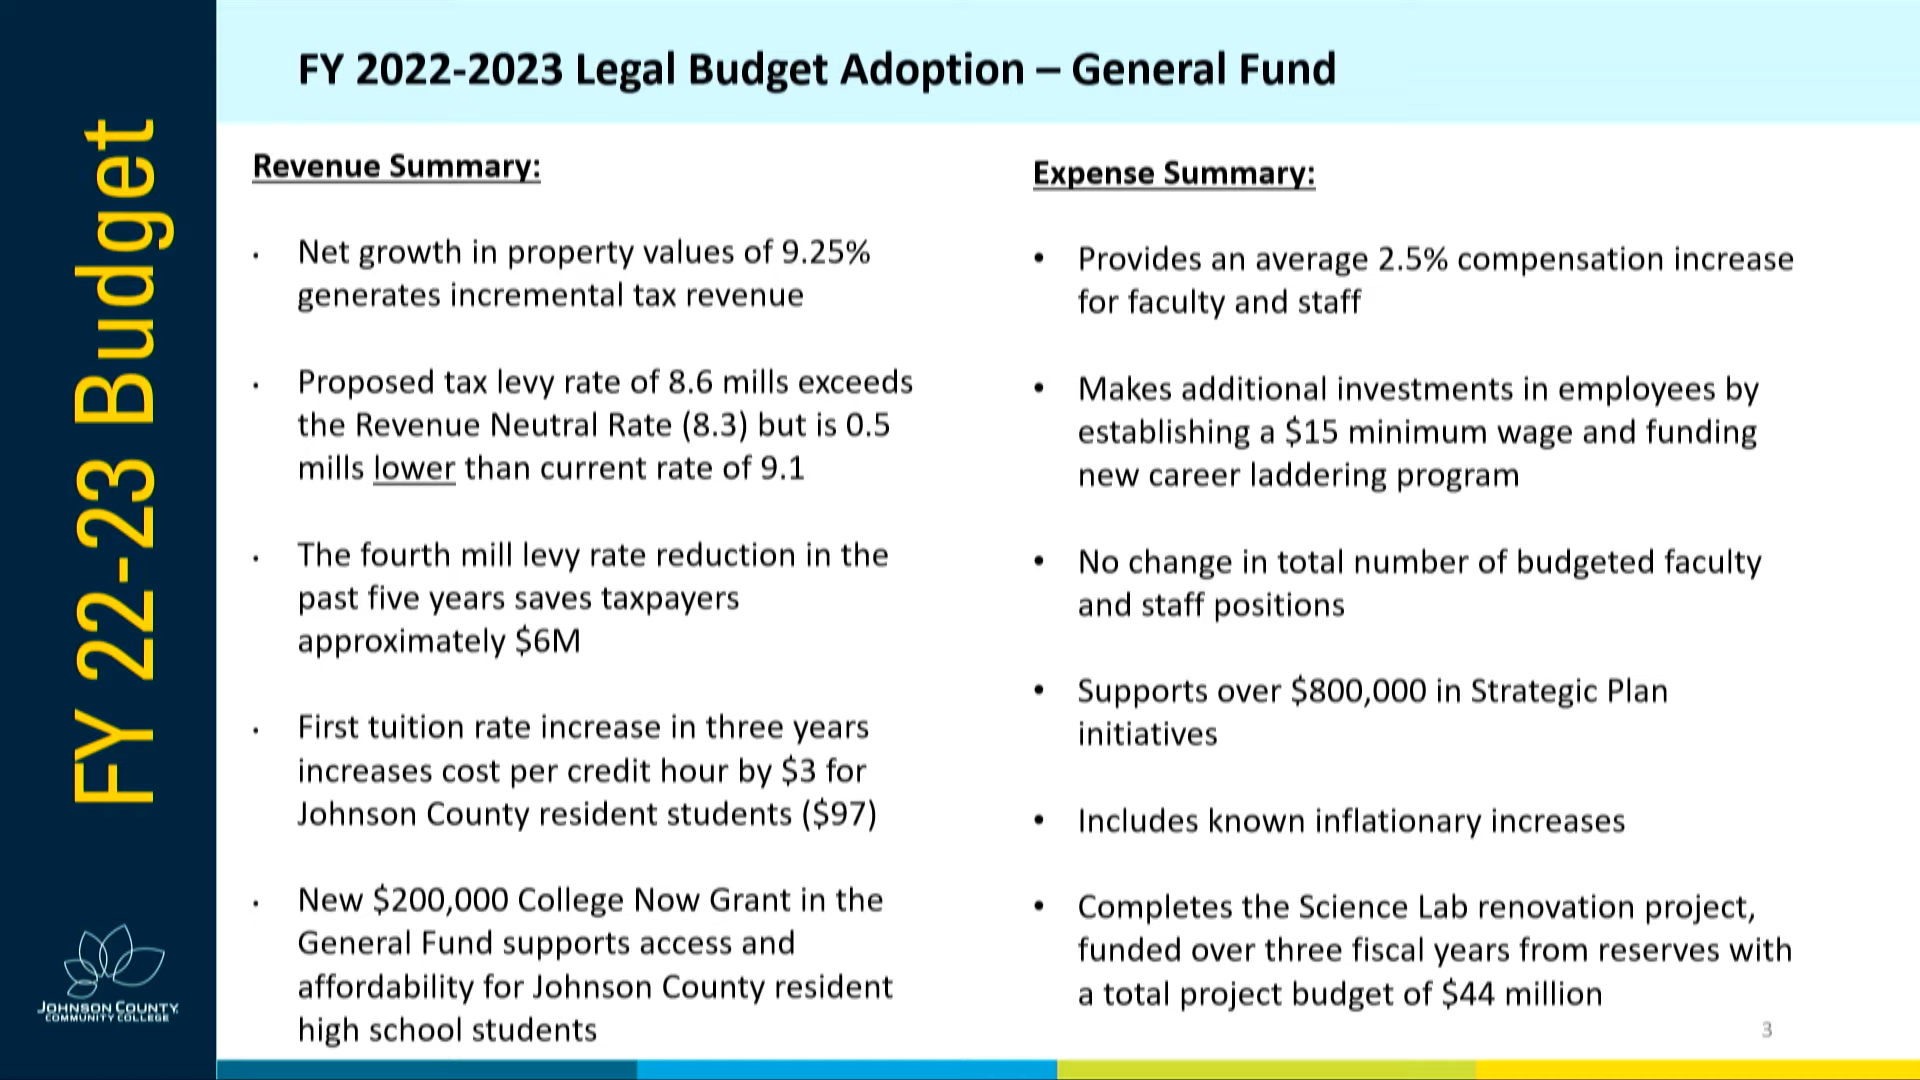 FY 22-23 Budget
JOHNSON COUNTY
COMMUNITY COLLEGE
FY 2022-2023 Legal Budget Adoption – General Fund
Revenue Summary:
· Net growth in property values of 9.25%
generates incremental tax revenue
· Proposed tax levy rate of 8.6 mills exceeds
the Revenue Neutral Rate (8.3) but is 0.5
mills lower than current rate of 9.1
· The fourth mill levy rate reduction in the
past five years saves taxpayers
approximately $6M
· First tuition rate increase in three years
increases cost per credit hour by $3 for
Johnson County resident students ($97)
· New $200,000 College Now Grant in the
General Fund supports access and
affordability for Johnson County resident
high school students
Expense Summary:
• Provides an average 2.5% compensation increase
for faculty and staff
• Makes additional investments in employees by
establishing a $15 minimum wage and funding
new career laddering program
• No change in total number of budgeted faculty
and staff positions
• Supports over $800,000 in Strategic Plan
initiatives
• Includes known inflationary increases
• Completes the Science Lab renovation project,
funded over three fiscal years from reserves with
a total project budget of $44 million
3